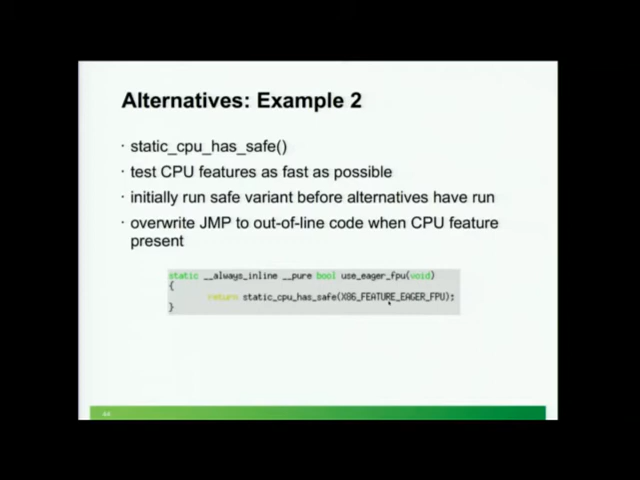 Alternatives: Example 2
· static_cpu_has_safe()
· test CPU features as fast as possible
· initially run safe variant before alternatives have run
· overwrite JMP to out-of-line code when CPU feature
present
static __always_inline __pure bool use_eager_fpu(void)
{
return static_cpu_has_safe(X86_FEATURE_EAGER_FPU);
}
44